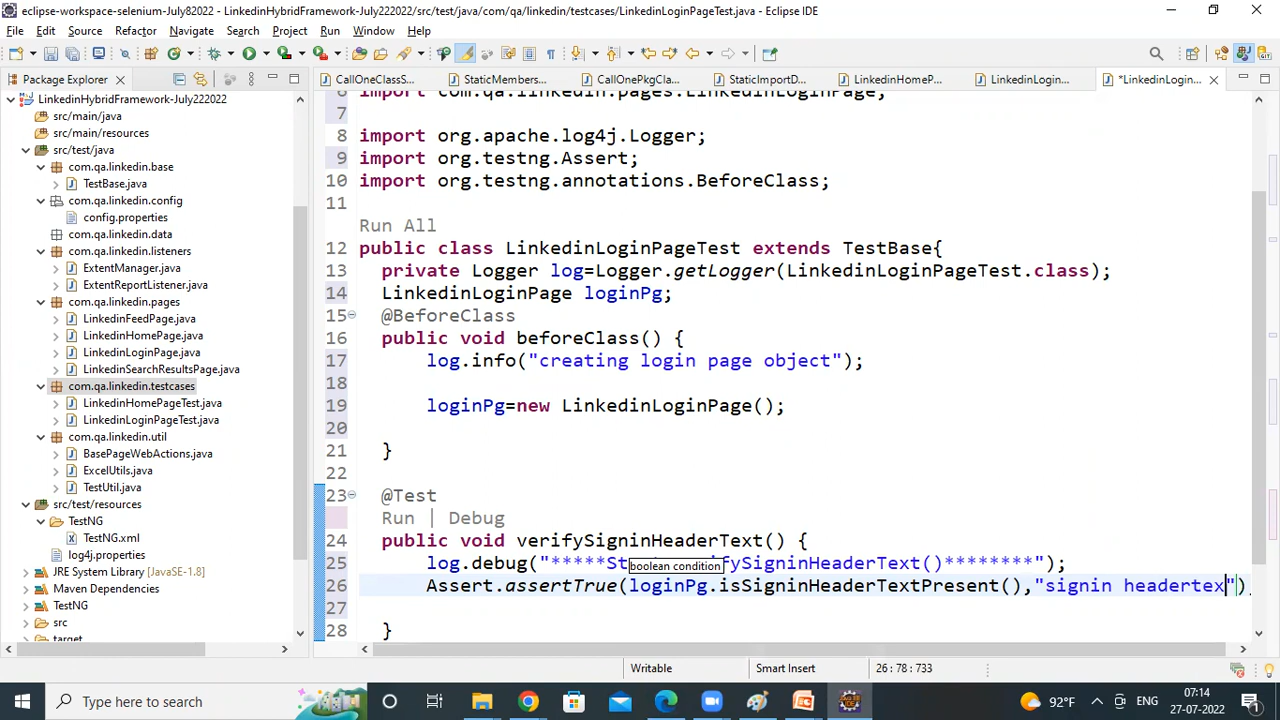 eclipse-workspace-selenium-July82022 - LinkedinHybridFramework-July222022/src/test/java/com/qa/linkedin/testcases/LinkedinLoginPageTest.java - Eclipse IDE
File Edit Source Refactor Navigate Search Project Run Window Help
Package Explorer
CallOneClassS...
StaticMembers...
CallOnePkgCla...
StaticImportD...
LinkedinHomeP...
LinkedinLogin...
*LinkedinLogin...
LinkedinHybridFramework-July222022
src/main/java
src/main/resources
src/test/java
com.qa.linkedin.base
TestBase.java
com.qa.linkedin.config
config.properties
com.qa.linkedin.data
com.qa.linkedin.listeners
ExtentManager.java
ExtentReportListener.java
com.qa.linkedin.pages
LinkedinFeedPage.java
LinkedinHomePage.java
LinkedinLoginPage.java
LinkedinSearchResultsPage.java
com.qa.linkedin.testcases
LinkedinHomePageTest.java
LinkedinLoginPageTest.java
com.qa.linkedin.util
BasePageWebActions.java
ExcelUtils.java
TestUtil.java
src/test/resources
TestNG
TestNG.xml
log4j.properties
JRE System Library [JavaSE-1.8]
Maven Dependencies
TestNG
src
target
6 import com.qa.linkedin.pages.LinkedinLoginPage;
7
8 import org.apache.log4j.Logger;
9 import org.testng.Assert;
10 import org.testng.annotations.BeforeClass;
11
Run All
12 public class LinkedinLoginPageTest extends TestBase{
13 private Logger log=Logger.getLogger(LinkedinLoginPageTest.class);
14 LinkedinLoginPage loginPg;
15 @BeforeClass
16 public void beforeClass() {
17 log.info("creating login page object");
18
19 loginPg=new LinkedinLoginPage();
20
21 }
22
23 @Test
Run | Debug
24 public void verifySigninHeaderText() {
25 log.debug("*****St boolean condition fySigninHeaderText()********");
26 Assert.assertTrue(loginPg.isSigninHeaderTextPresent(),"signin headertex")
28 }
Writable
Smart Insert
26 : 78 : 733
Type here to search
92°F
ENG
07:14
27-07-2022
1